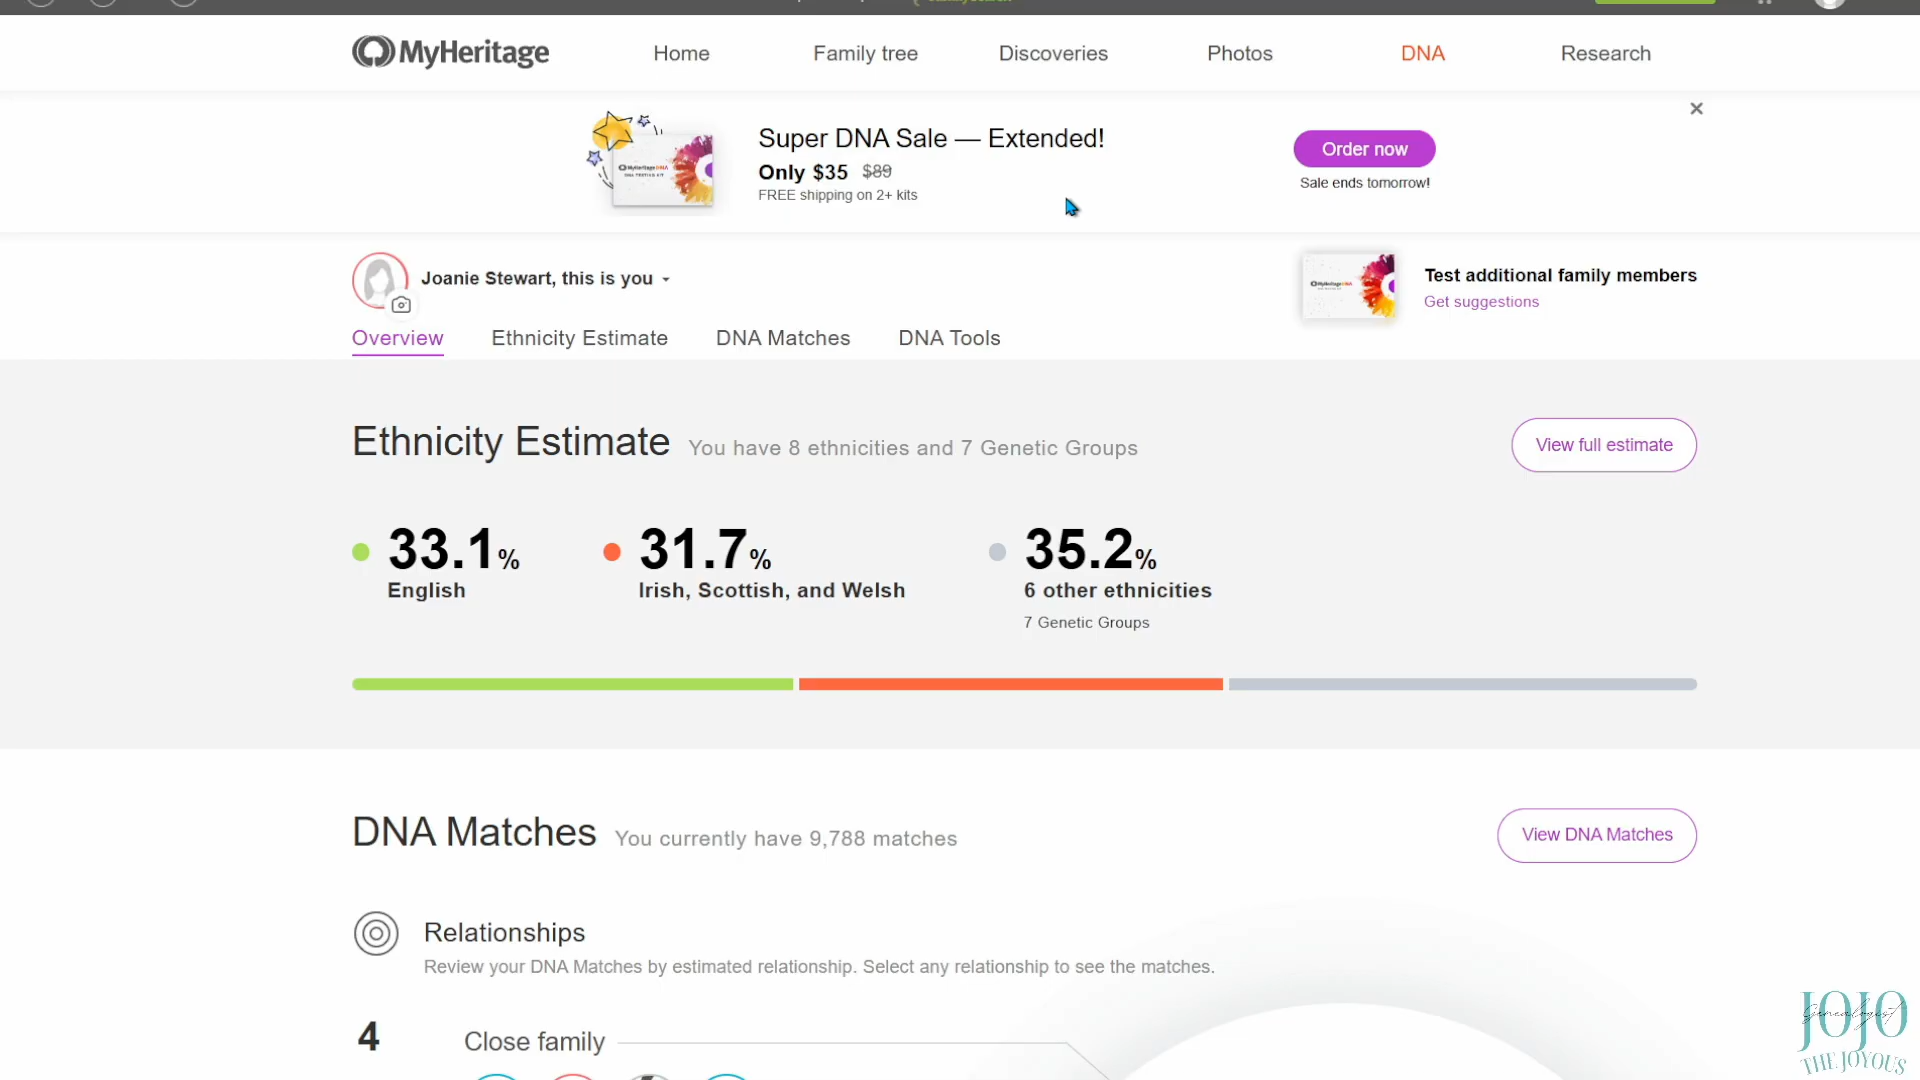 MyHeritage
Home
Family tree
Discoveries
Photos
DNA
Research
Super DNA Sale — Extended!
Only $35 $89
FREE shipping on 2+ kits
Order now
Sale ends tomorrow!
MyHeritage DNA
Joanie Stewart, this is you
Test additional family members
Get suggestions
MyHeritage DNA
Overview
Ethnicity Estimate
DNA Matches
DNA Tools
Ethnicity Estimate You have 8 ethnicities and 7 Genetic Groups
View full estimate
33.1%
English
31.7%
Irish, Scottish, and Welsh
35.2%
6 other ethnicities
7 Genetic Groups
DNA Matches You currently have 9,788 matches
View DNA Matches
Relationships
Review your DNA Matches by estimated relationship. Select any relationship to see the matches.
4 Close family
JOJO
Genealogist
THE JOYOUS